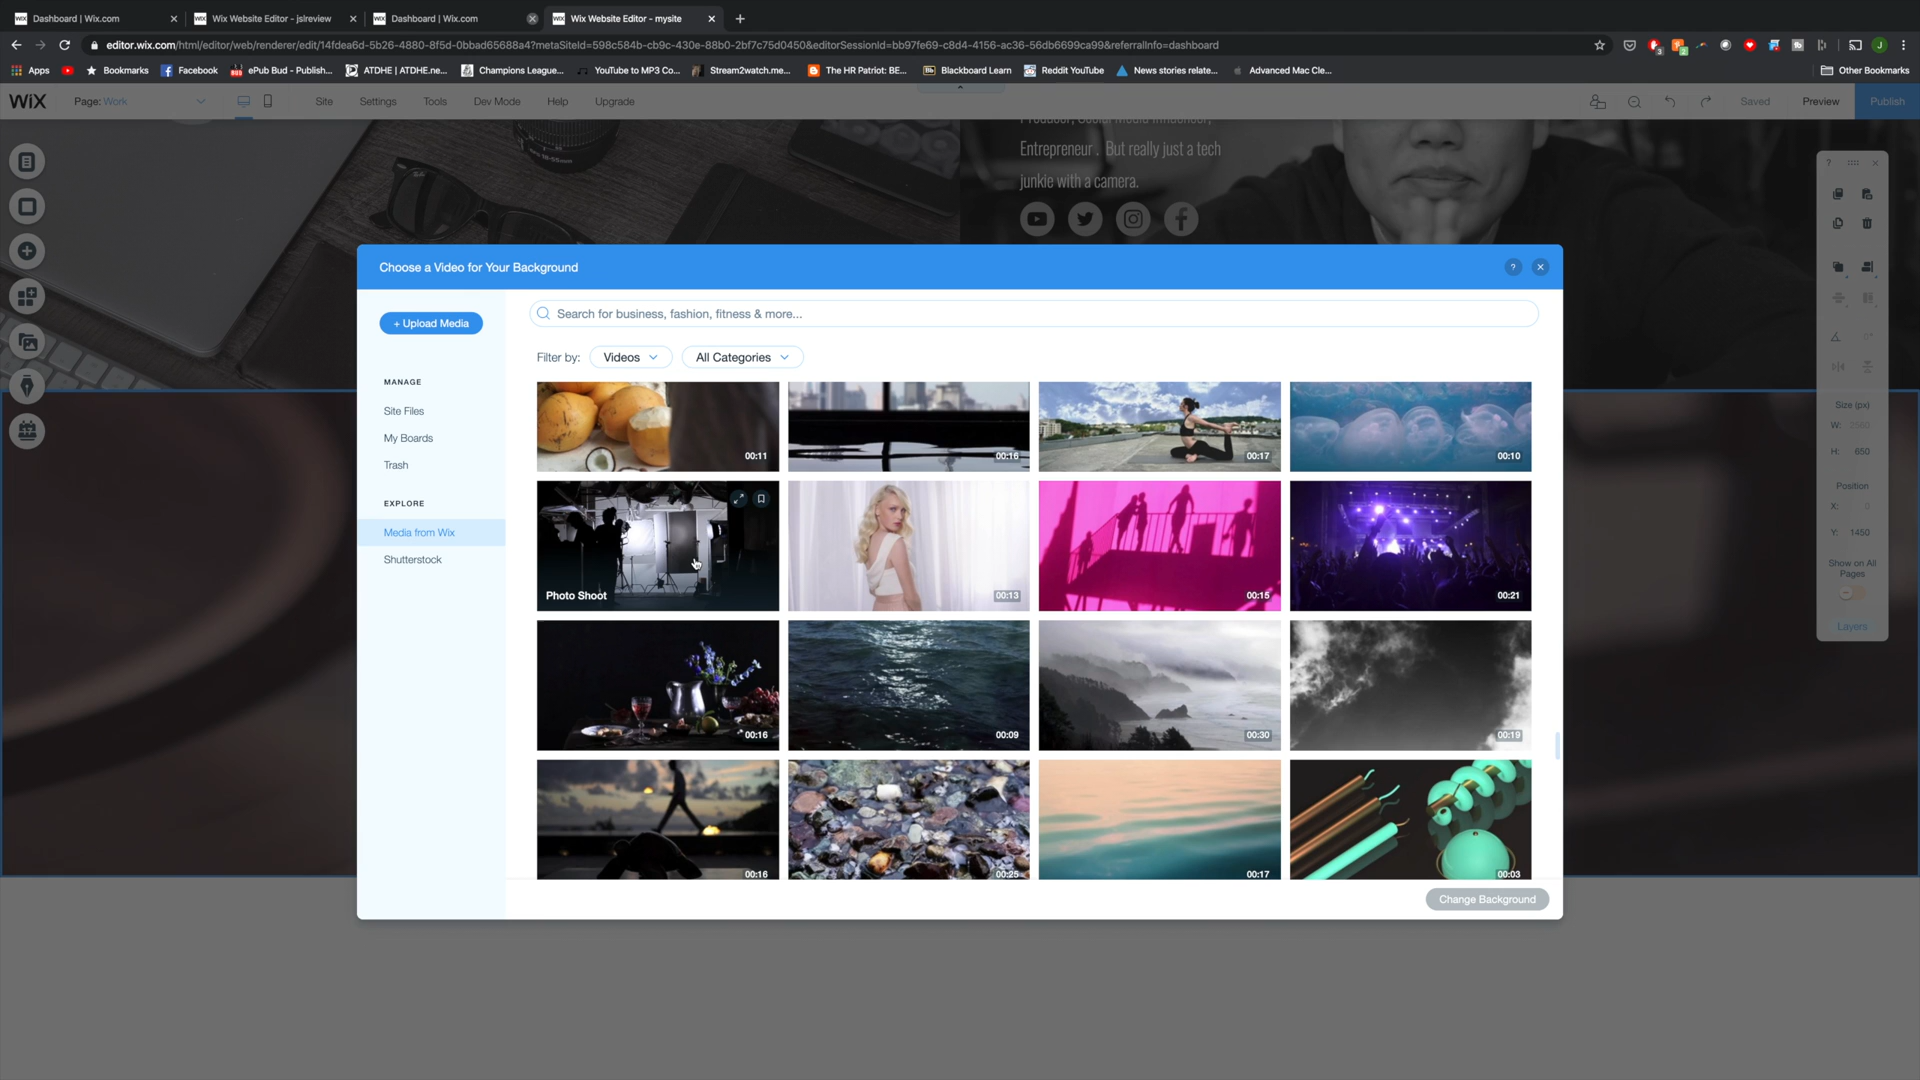 Dashboard | Wix.com
Wix Website Editor - jslreview
Dashboard | Wix.com
Wix Website Editor - mysite
editor.wix.com/html/editor/web/renderer/edit/14fdea6d-5b26-4880-8f5d-0bbad65688a4?metaSiteId=598c584b-cb9c-430e-88b0-2bf7c75d0450&editorSessionId=bb97fe69-c8d4-4156-ac36-56db6699ca99&referralInfo=dashboard
Apps
Bookmarks
Facebook
ePub Bud - Publish...
ATDHE | ATDHE.ne...
Champions League...
YouTube to MP3 Co...
Stream2watch.me...
The HR Patriot: BE...
Blackboard Learn
Reddit YouTube
News stories relate...
Advanced Mac Cle...
Other Bookmarks
WiX
Page: Work
Site
Settings
Tools
Dev Mode
Help
Upgrade
Saved
Preview
Publish
Producer, Social Media Influencer,
Entrepreneur . But really just a tech
junkie with a camera.
Choose a Video for Your Background
?
+ Upload Media
MANAGE
Site Files
My Boards
Trash
EXPLORE
Media from Wix
Shutterstock
Search for business, fashion, fitness & more...
Filter by:
Videos
All Categories
00:11
00:16
00:17
00:10
Photo Shoot
00:13
00:15
00:21
00:16
00:09
00:30
00:19
00:16
00:25
00:17
00:03
Change Background
?
Size (px)
W: 2560
H: 650
Position
X: 0
Y: 1450
Show on All
Pages
Layers